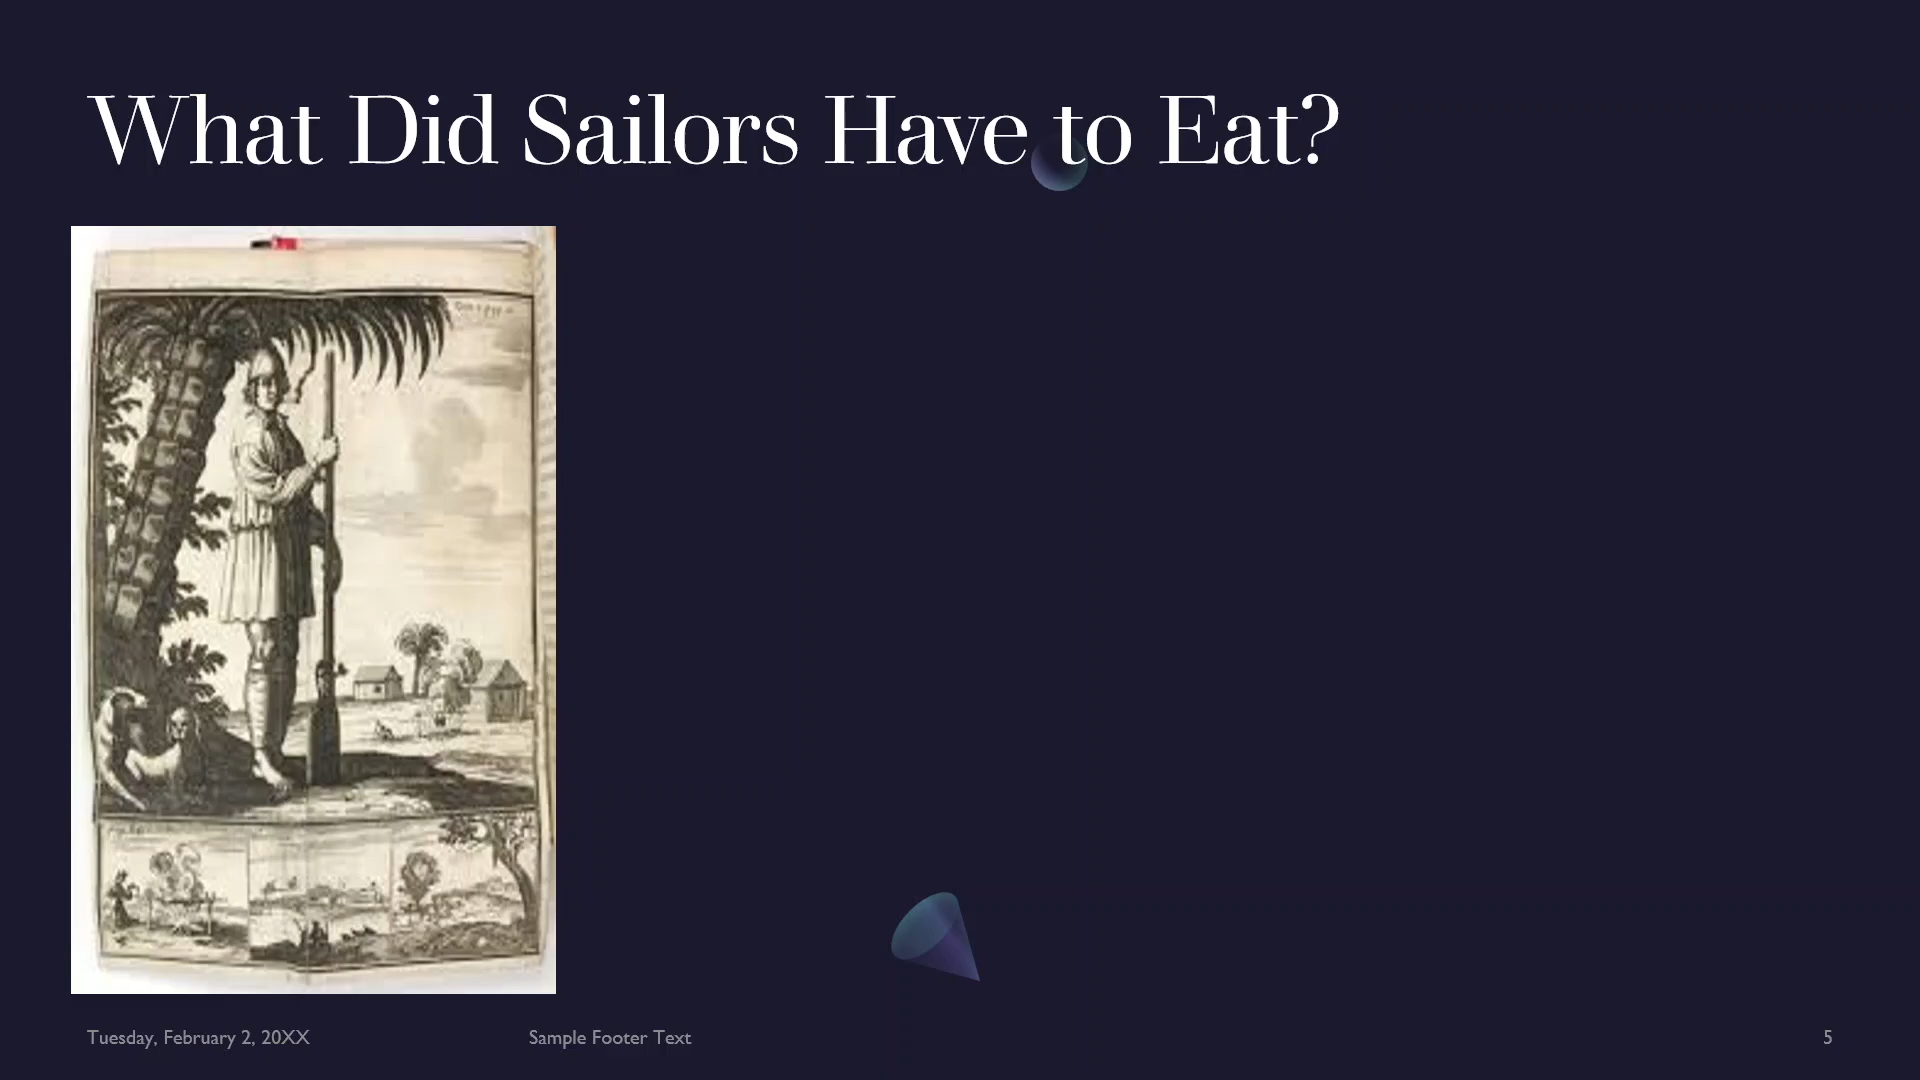 What Did Sailors Have to Eat?
Tuesday, February 2, 20XX
Sample Footer Text
5